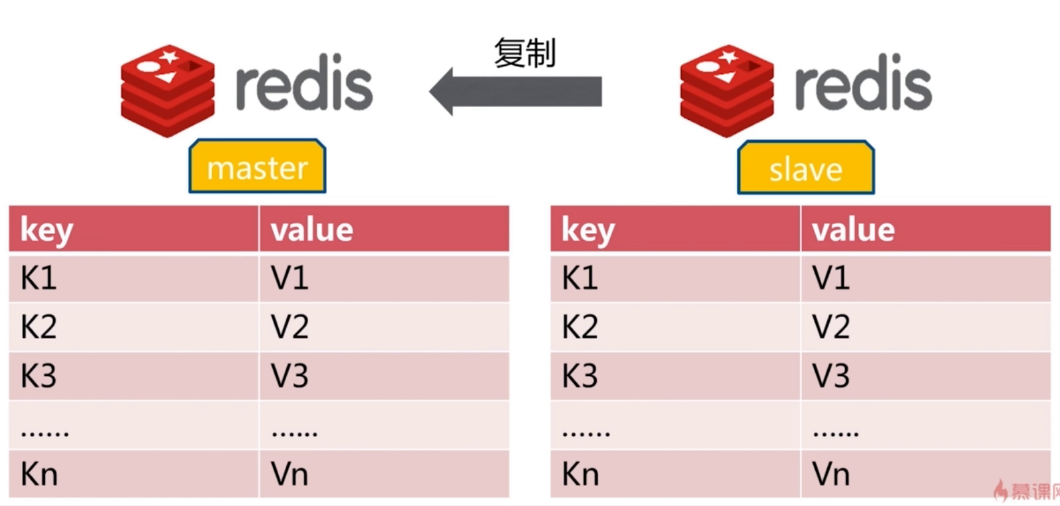 复制
redis
redis
master
slave
key value
K1 V1
K2 V2
K3 V3
...... ......
Kn Vn
key value
K1 V1
K2 V2
K3 V3
...... ......
Kn Vn
慕课网